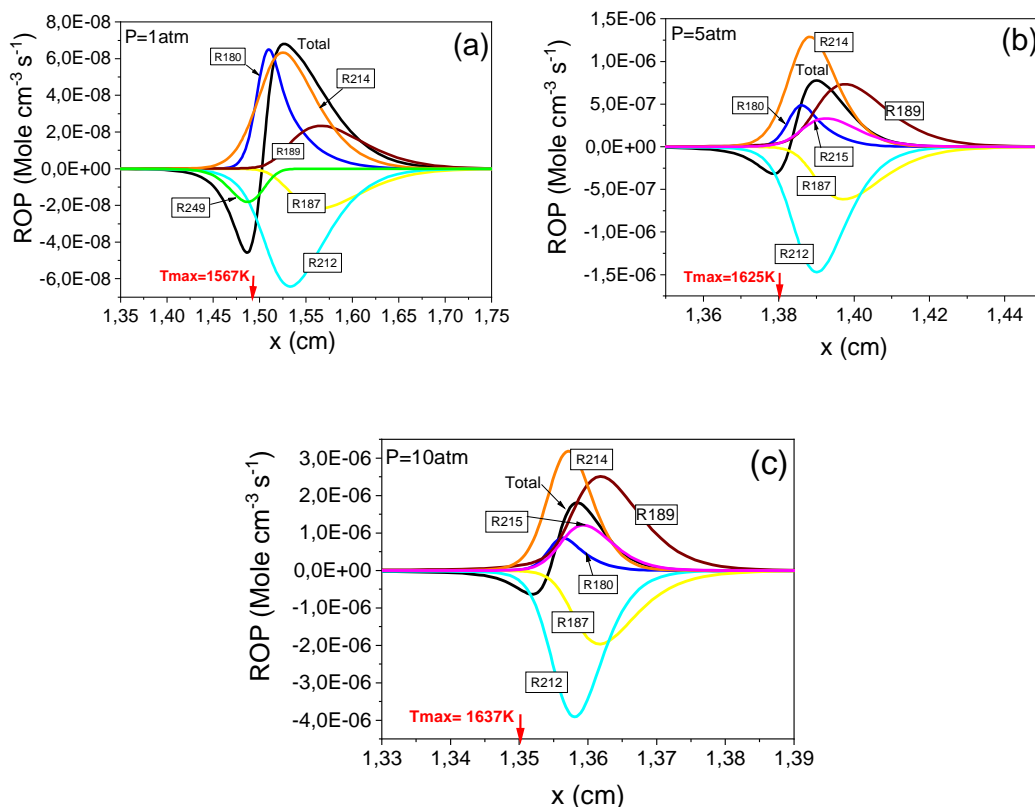 P=1atm
(a)
8,0E-08
6,0E-08
4,0E-08
2,0E-08
0,0E+00
-2,0E-08
-4,0E-08
-6,0E-08
ROP (Mole cm-3 s-1)
R180
Total
R214
R189
R249
R187
R212
Tmax=1567K
1,35 1,40 1,45 1,50 1,55 1,60 1,65 1,70 1,75
x (cm)
P=5atm
(b)
1,5E-06
1,0E-06
5,0E-07
0,0E+00
-5,0E-07
-1,0E-06
-1,5E-06
ROP (Mole cm-3 s-1)
R214
Total
R180
R189
R215
R187
R212
Tmax=1625K
1,36 1,38 1,40 1,42 1,44
x (cm)
P=10atm
(c)
3,0E-06
2,0E-06
1,0E-06
0,0E+00
-1,0E-06
-2,0E-06
-3,0E-06
-4,0E-06
ROP (Mole cm-3 s-1)
R214
Total
R215
R189
R180
R187
R212
Tmax= 1637K
1,33 1,34 1,35 1,36 1,37 1,38 1,39
x (cm)